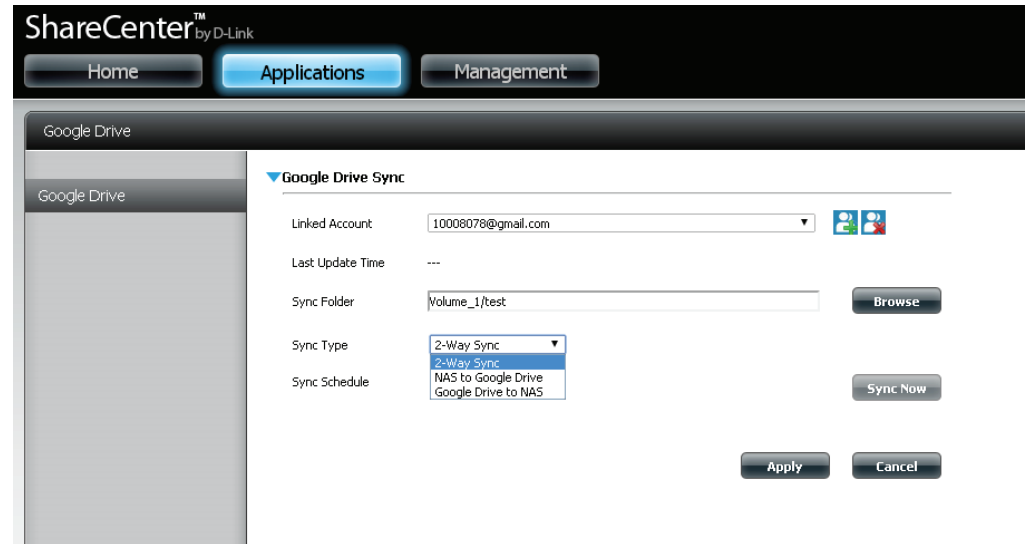 ShareCenter™ by D-Link
Home Applications Management
Google Drive
Google Drive
Google Drive Sync
Linked Account 10008078@gmail.com
Last Update Time ---
Sync Folder Volume_1/test Browse
Sync Type 2-Way Sync
2-Way Sync
NAS to Google Drive
Sync Schedule Google Drive to NAS Sync Now
Apply Cancel